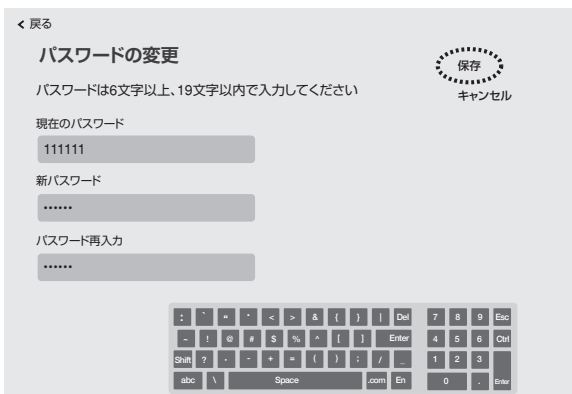 < 戻る
パスワードの変更
保存
パスワードは6文字以上、19文字以内で入力してください
キャンセル
現在のパスワード
111111
新パスワード
••••••
パスワード再入力
••••••
: ` " ' < > & { } | Del 7 8 9 Esc
~ ! @ # $ % ^ [ ] Enter 4 5 6 Ctrl
Shift ? . - + = ( ) ; / _ 1 2 3
abc \ Space .com En 0 . Enter